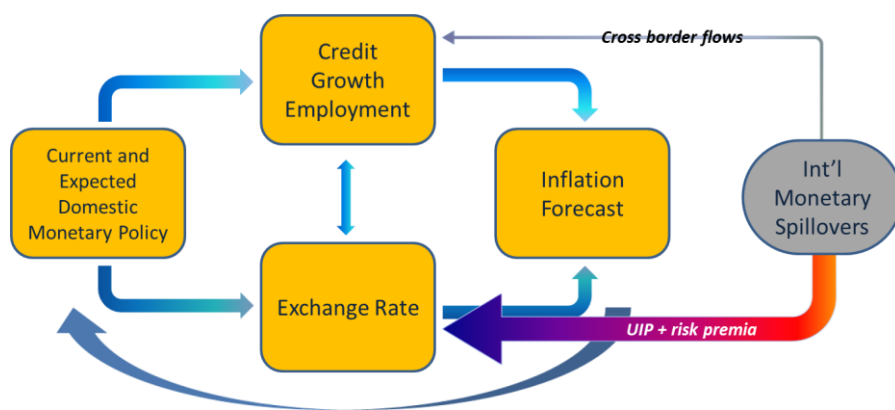 Credit
Growth
Employment
Cross border flows
Current and
Expected
Domestic
Monetary Policy
Inflation
Forecast
Int'l
Monetary
Spillovers
Exchange Rate
UIP + risk premia